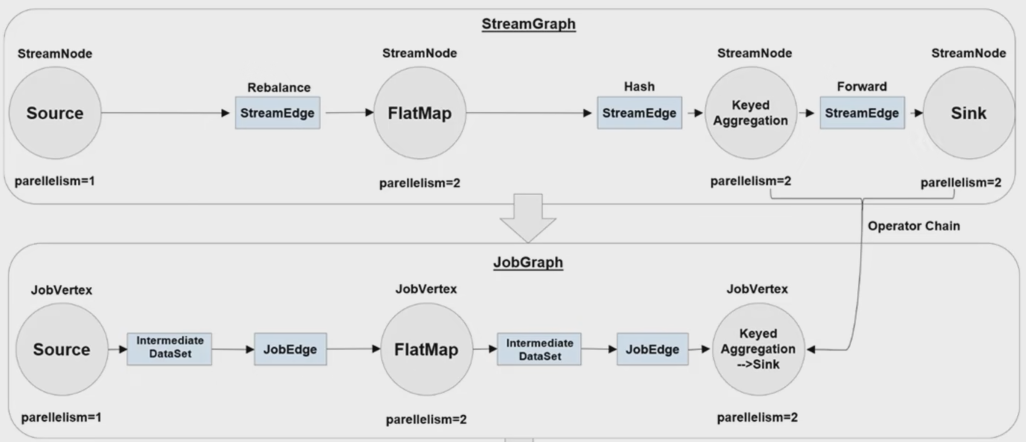 StreamGraph
StreamNode
StreamNode
StreamNode
StreamNode
Rebalance
Hash
Forward
Source
StreamEdge
FlatMap
StreamEdge
Keyed
Aggregation
StreamEdge
Sink
parellelism=1
parellelism=2
parellelism=2
parellelism=2
Operator Chain
JobGraph
JobVertex
JobVertex
JobVertex
Source
Intermediate
DataSet
JobEdge
FlatMap
Intermediate
DataSet
JobEdge
Keyed
Aggregation
-->Sink
parellelism=1
parellelism=2
parellelism=2